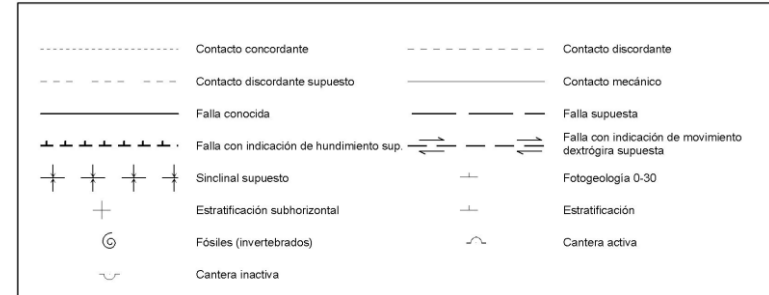 Contacto concordante
Contacto discordante
Contacto discordante supuesto
Contacto mecánico
Falla conocida
Falla supuesta
Falla con indicación de hundimiento sup.
Falla con indicación de movimiento
dextrógira supuesta
Sinclinal supuesto
Fotogeología 0-30
Estratificación subhorizontal
Estratificación
Fósiles (invertebrados)
Cantera activa
Cantera inactiva